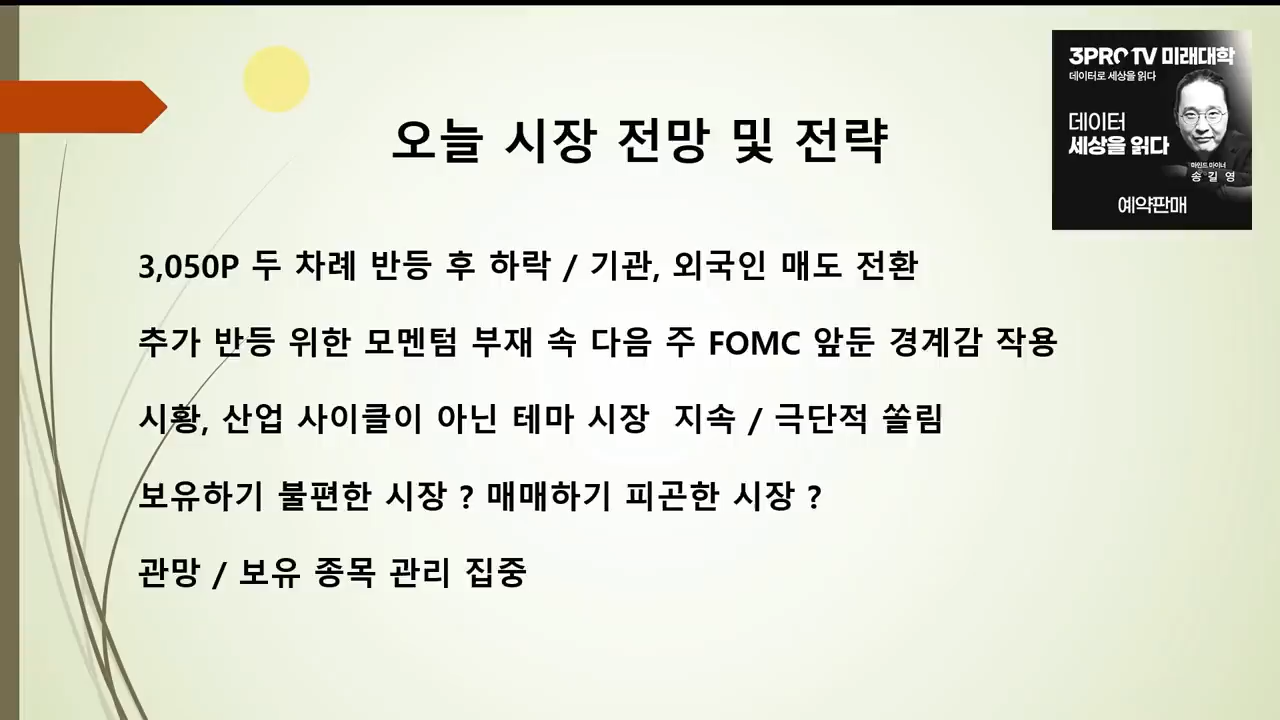 오늘 시장 전망 및 전략
3PRO TV 미래대학
데이터로 세상을 읽다
데이터
세상을 읽다
마인드 마이너
송 길 영
예약판매
3,050P 두 차례 반등 후 하락 / 기관, 외국인 매도 전환
추가 반등 위한 모멘텀 부재 속 다음 주 FOMC 앞둔 경계감 작용
시황, 산업 사이클이 아닌 테마 시장 지속 / 극단적 쏠림
보유하기 불편한 시장 ? 매매하기 피곤한 시장 ?
관망 / 보유 종목 관리 집중